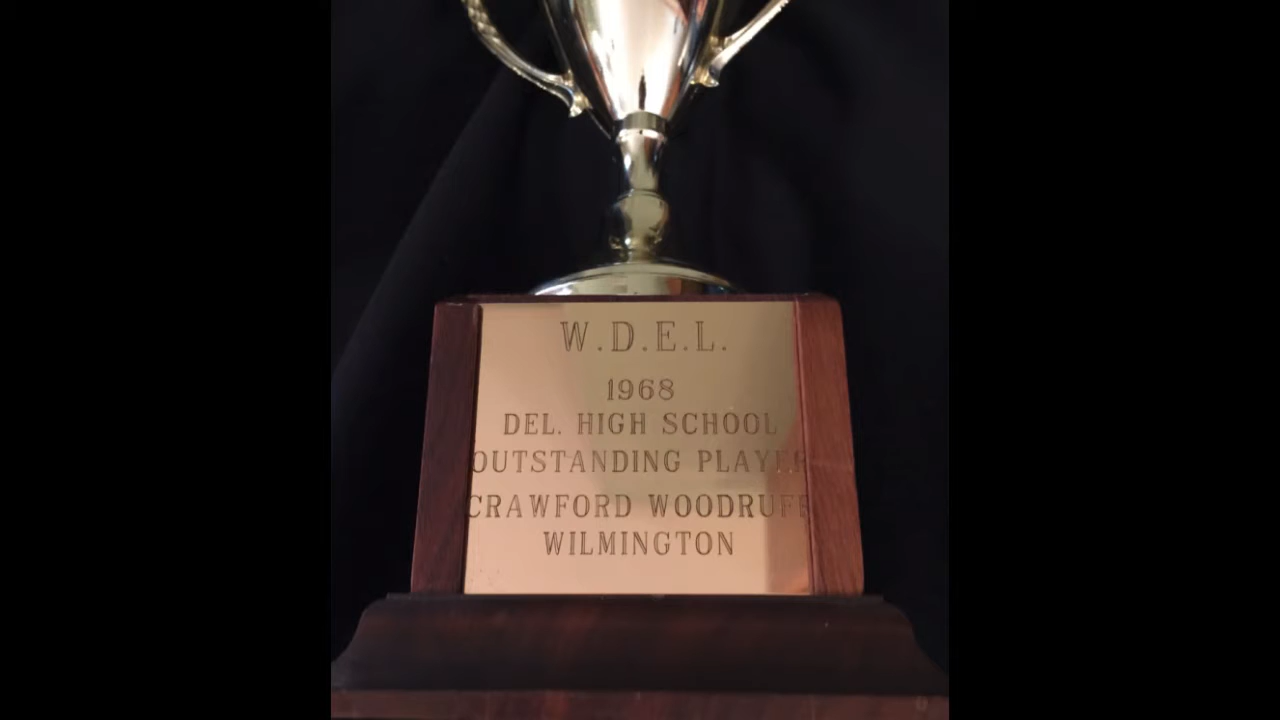 W.D.E.L.
1968
DEL. HIGH SCHOOL
OUTSTANDING PLAYER
CRAWFORD WOODRUFF
WILMINGTON